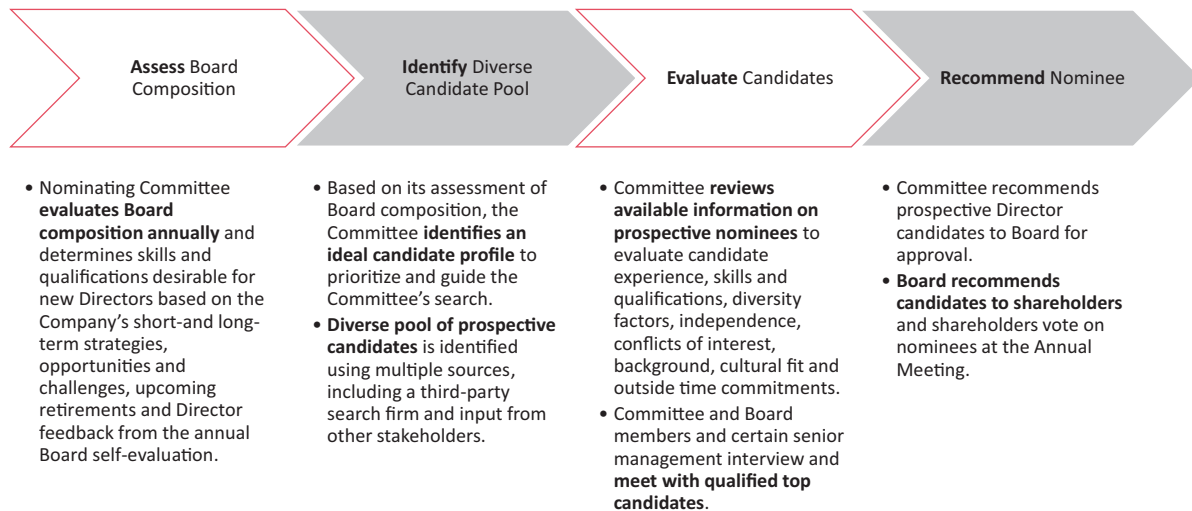 Assess Board
Composition
Identify Diverse
Candidate Pool
Evaluate Candidates
Recommend Nominee
• Nominating Committee
evaluates Board
composition annually and
determines skills and
qualifications desirable for
new Directors based on the
Company’s short-and long-
term strategies,
opportunities and
challenges, upcoming
retirements and Director
feedback from the annual
Board self-evaluation.
• Based on its assessment of
Board composition, the
Committee identifies an
ideal candidate profile to
prioritize and guide the
Committee’s search.
• Diverse pool of prospective
candidates is identified
using multiple sources,
including a third-party
search firm and input from
other stakeholders.
• Committee reviews
available information on
prospective nominees to
evaluate candidate
experience, skills and
qualifications, diversity
factors, independence,
conflicts of interest,
background, cultural fit and
outside time commitments.
• Committee and Board
members and certain senior
management interview and
meet with qualified top
candidates.
• Committee recommends
prospective Director
candidates to Board for
approval.
• Board recommends
candidates to shareholders
and shareholders vote on
nominees at the Annual
Meeting.